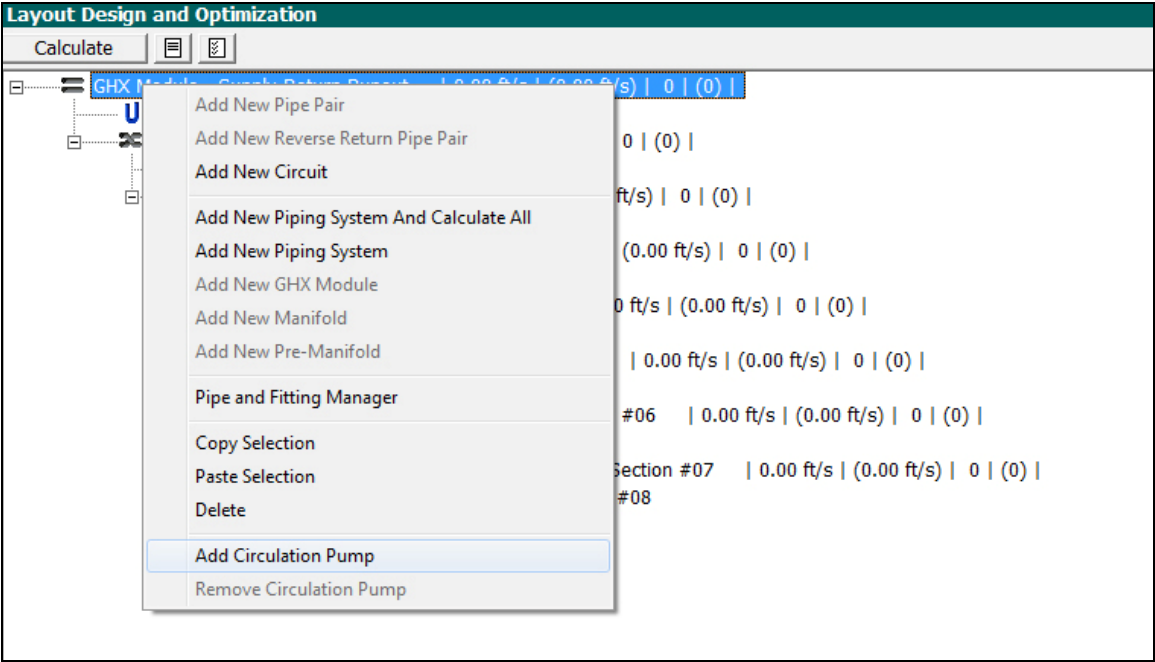 Layout Design and Optimization
Calculate
GHX Module - Supply-Return Runout | 0.00 ft/s | (0.00 ft/s) | 0 | (0) |
Add New Pipe Pair
Add New Reverse Return Pipe Pair
0 | (0) |
Add New Circuit
ft/s) | 0 | (0) |
Add New Piping System And Calculate All
Add New Piping System
(0.00 ft/s) | 0 | (0) |
Add New GHX Module
0 ft/s | (0.00 ft/s) | 0 | (0) |
Add New Manifold
Add New Pre-Manifold
| 0.00 ft/s | (0.00 ft/s) | 0 | (0) |
Pipe and Fitting Manager
#06 | 0.00 ft/s | (0.00 ft/s) | 0 | (0) |
Copy Selection
Paste Selection
Section #07 | 0.00 ft/s | (0.00 ft/s) | 0 | (0) |
#08
Delete
Add Circulation Pump
Remove Circulation Pump